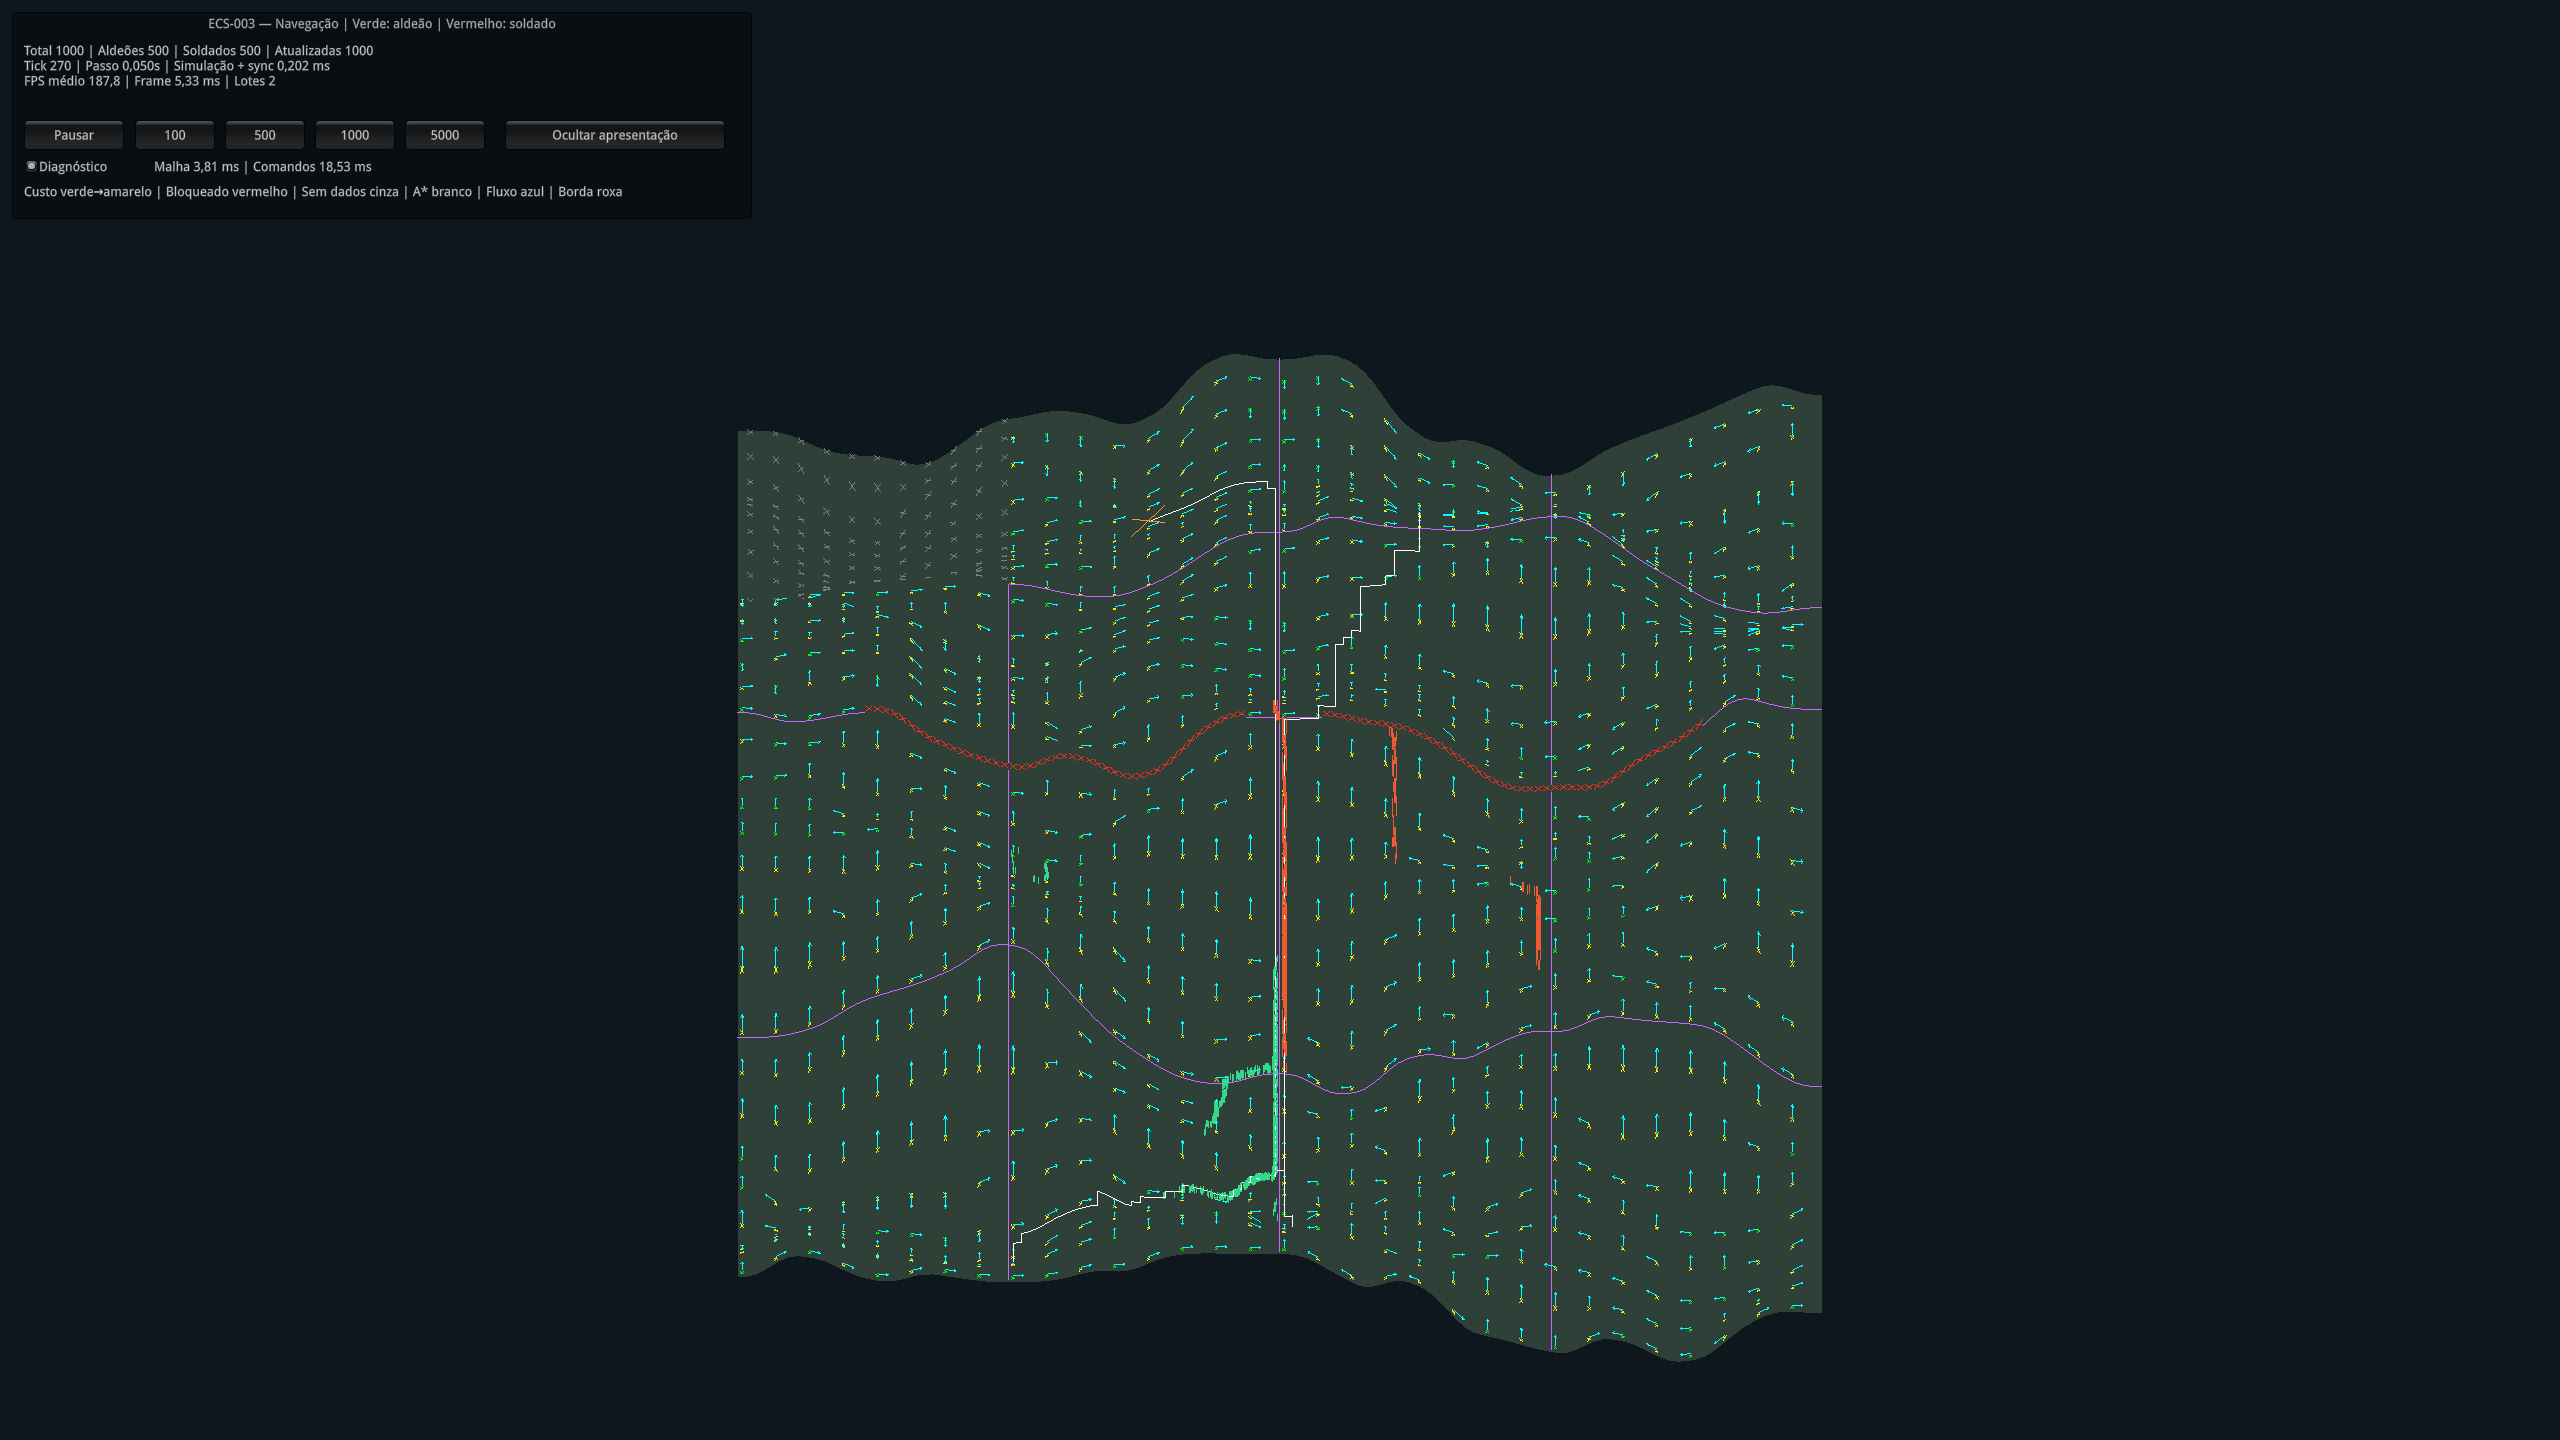 ECS-003 — Navegação | Verde: aldeão | Vermelho: soldado
Total 1000 | Aldeões 500 | Soldados 500 | Atualizadas 1000
Tick 270 | Passo 0,050s | Simulação + sync 0,202 ms
FPS médio 187,8 | Frame 5,33 ms | Lotes 2
Pausar 100 500 1000 5000 Ocultar apresentação
Diagnóstico Malha 3,81 ms | Comandos 18,53 ms
Custo verde→amarelo | Bloqueado vermelho | Sem dados cinza | A* branco | Fluxo azul | Borda roxa